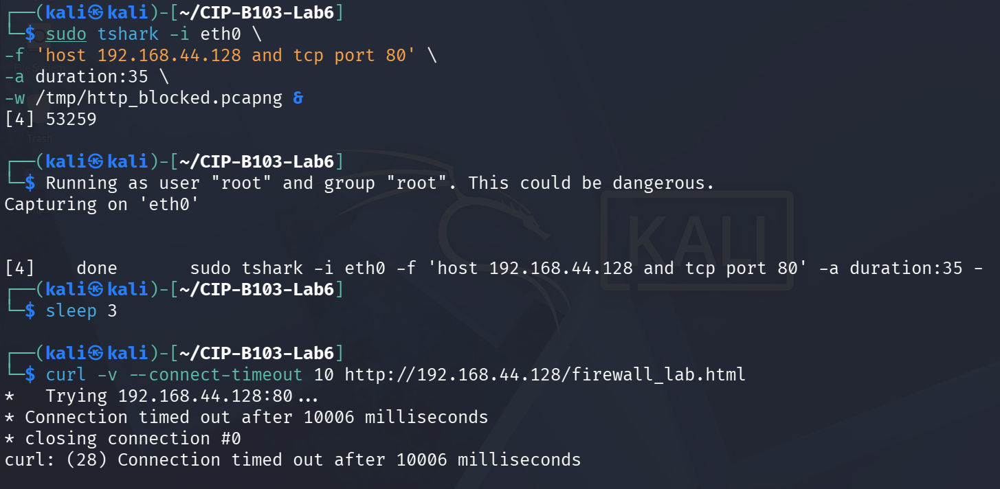 ┌──(kali㉿kali)-[~/CIP-B103-Lab6]
└─$ sudo tshark -i eth0 \
-f 'host 192.168.44.128 and tcp port 80' \
-a duration:35 \
-w /tmp/http_blocked.pcapng &
[4] 53259
Trash
┌──(kali㉿kali)-[~/CIP-B103-Lab6]
└─$ Running as user "root" and group "root". This could be dangerous.
Capturing on 'eth0'
KALI
[4]    done       sudo tshark -i eth0 -f 'host 192.168.44.128 and tcp port 80' -a duration:35 -
┌──(kali㉿kali)-[~/CIP-B103-Lab6]
└─$ sleep 3
┌──(kali㉿kali)-[~/CIP-B103-Lab6]
└─$ curl -v --connect-timeout 10 http://192.168.44.128/firewall_lab.html
*   Trying 192.168.44.128:80...
* Connection timed out after 10006 milliseconds
* closing connection #0
curl: (28) Connection timed out after 10006 milliseconds